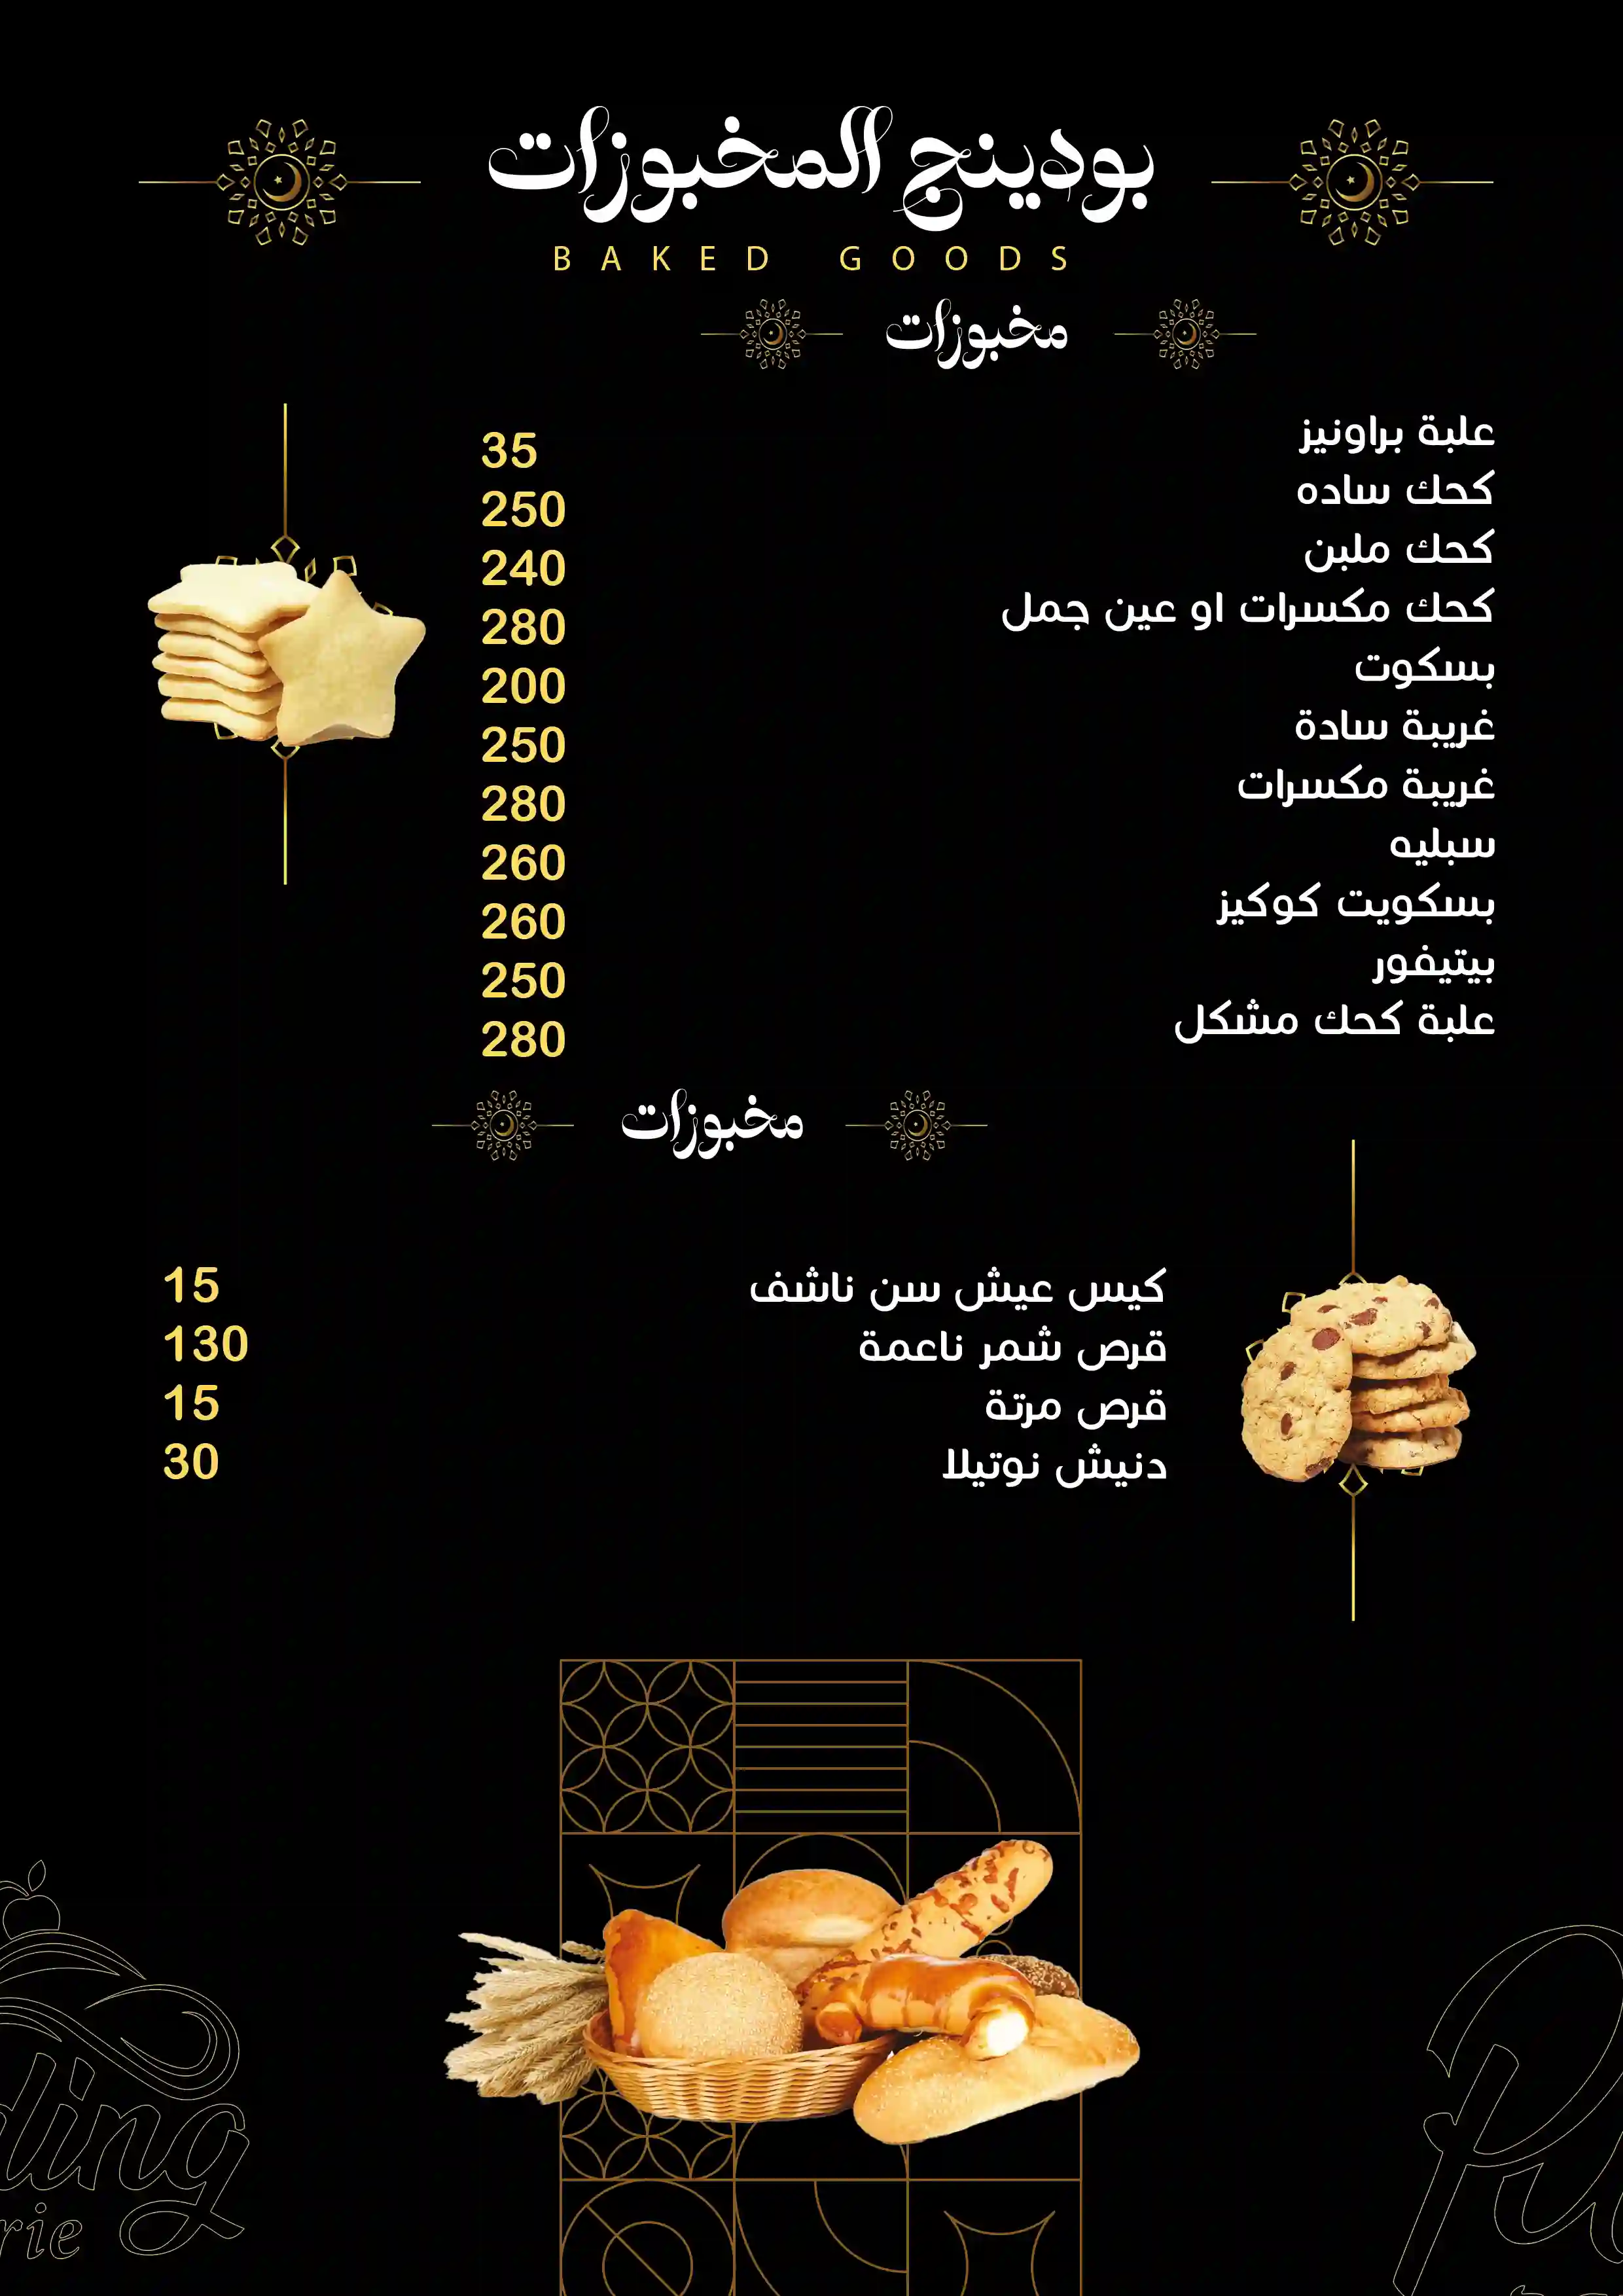 بودينج المخبوزات
BAKED GOODS
مخبوزات
علبة براونيز 35
كحك ساده 250
كحك ملبن 240
كحك مكسرات او عين جمل 280
بسكوت 200
غريبة سادة 250
غريبة مكسرات 280
سبليه 260
بسكويت كوكيز 260
بيتيفور 250
علبة كحك مشكل 280
مخبوزات
كيس عيش سن ناشف 15
قرص شمر ناعمة 130
قرص مرتة 15
دنيش نوتيلا 30